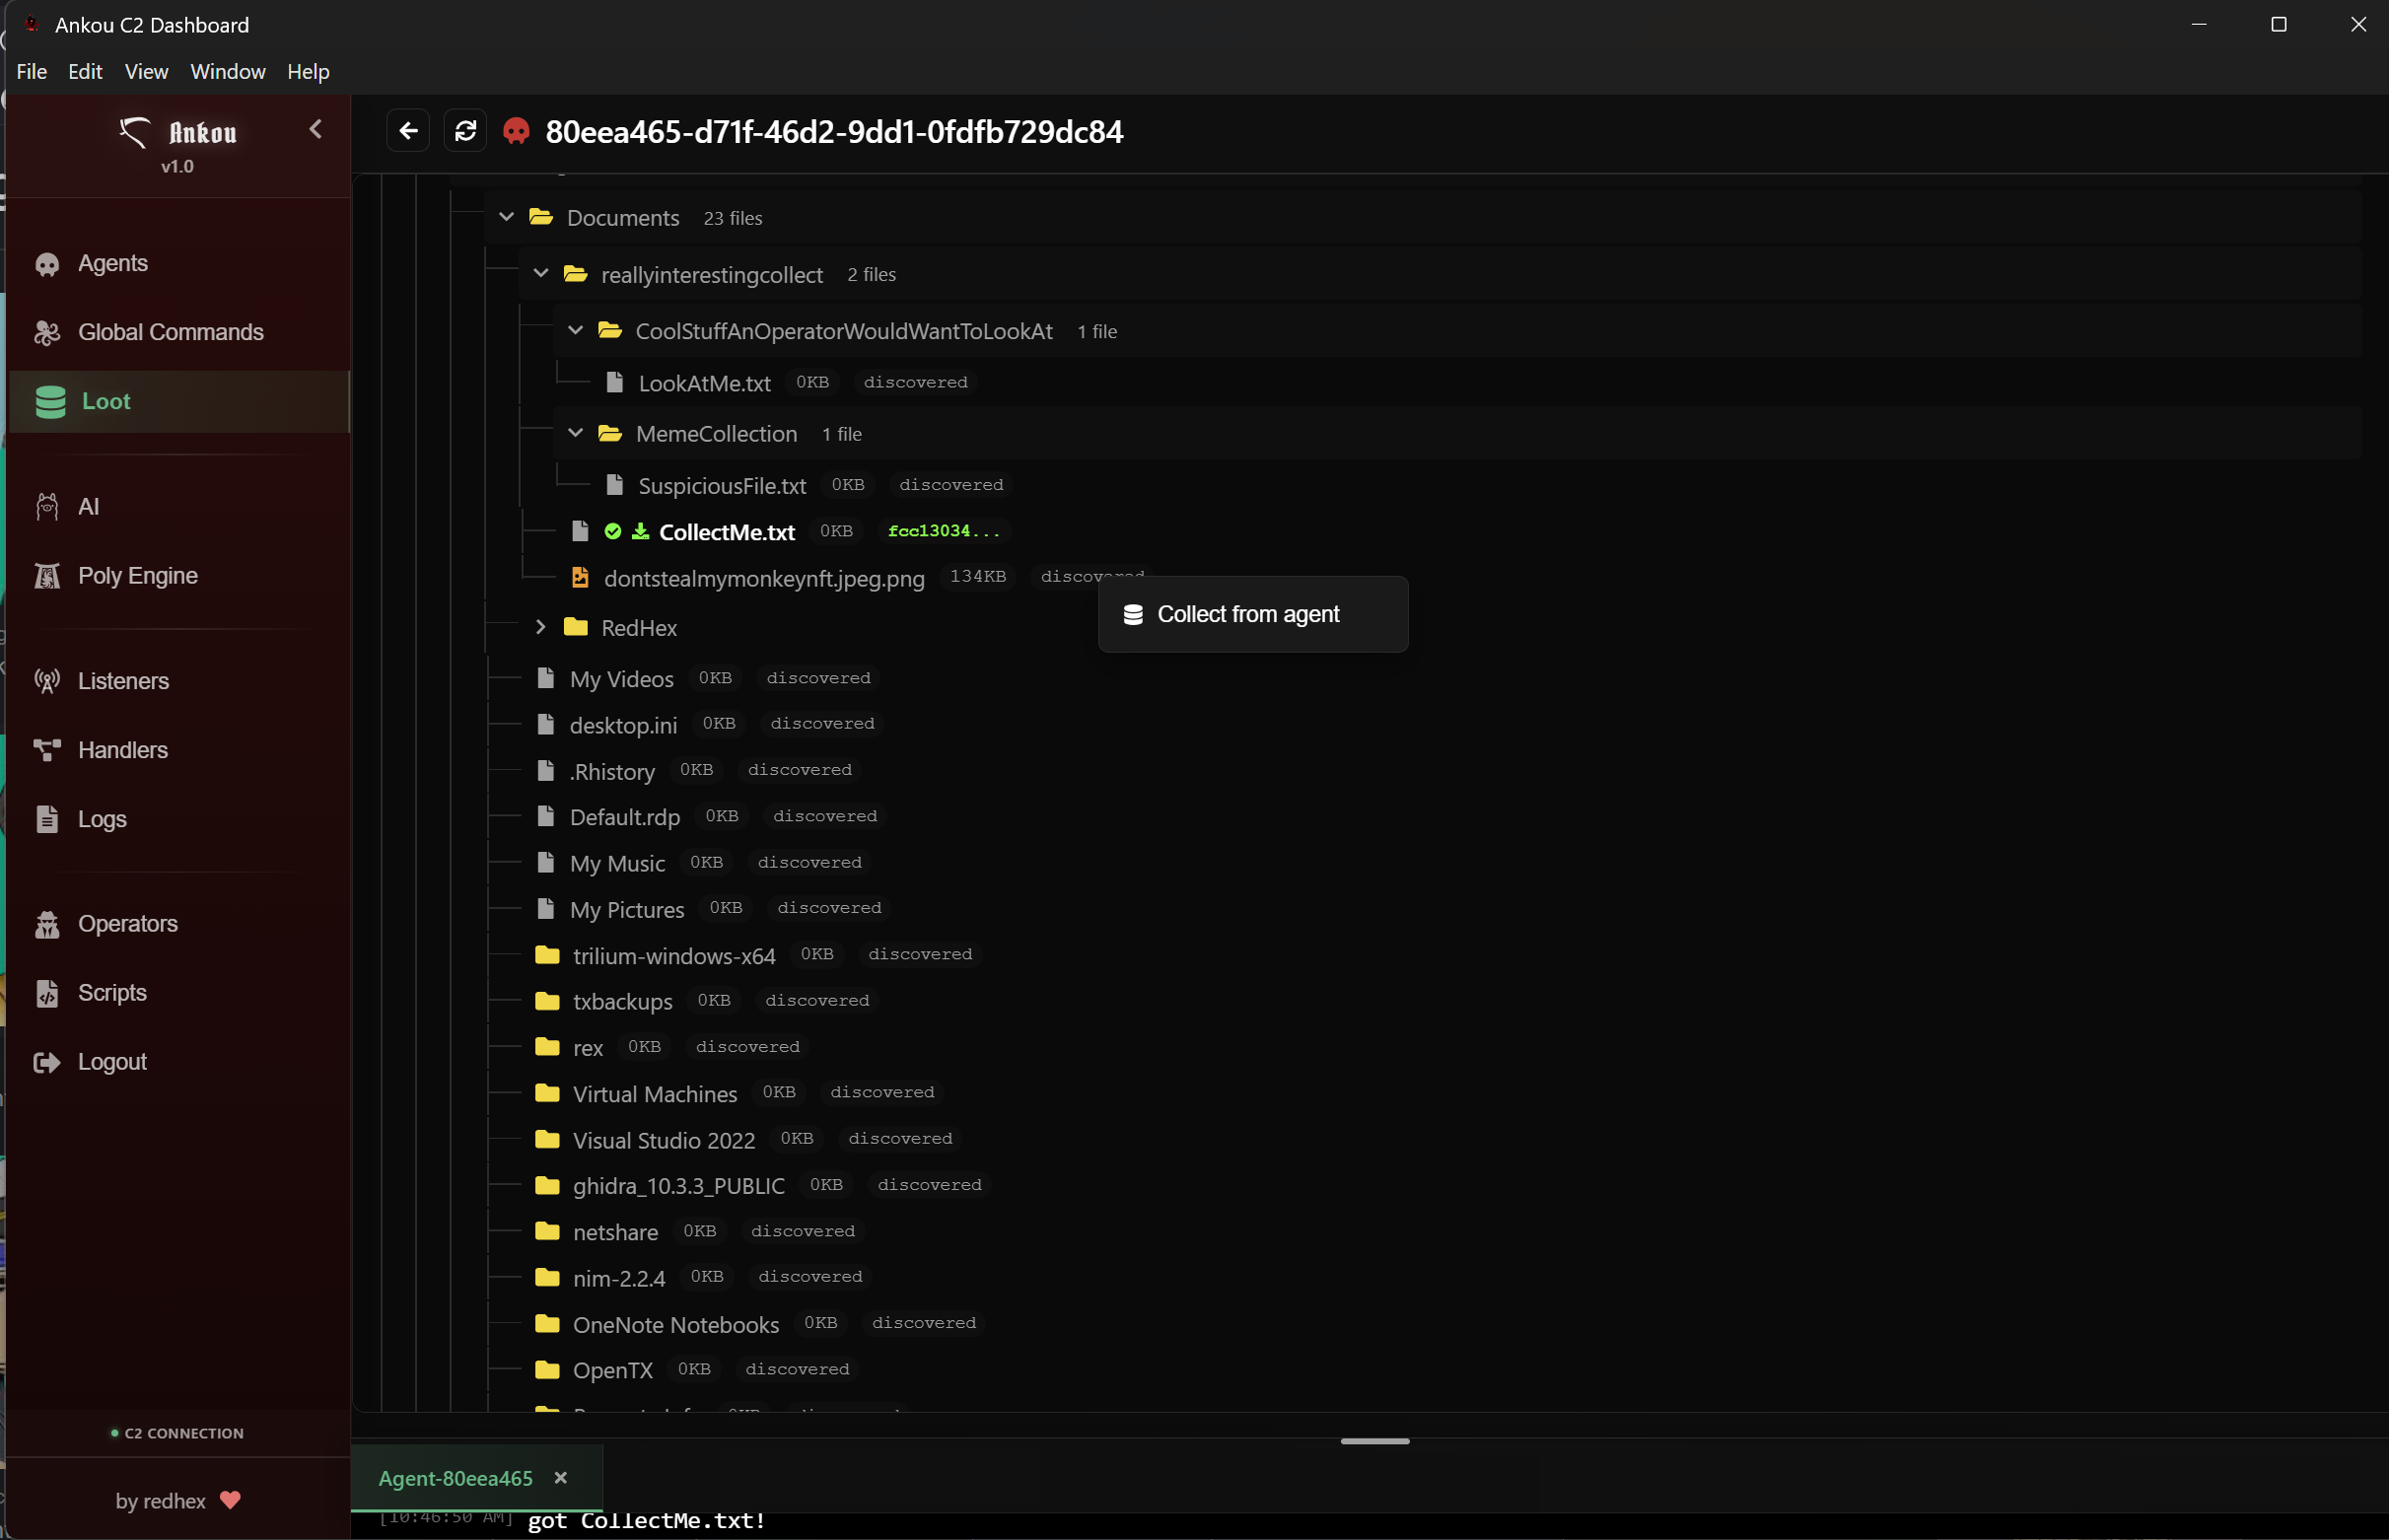 Ankou C2 Dashboard
File Edit View Window Help
Ankou
v1.0
80eea465-d71f-46d2-9dd1-0fdfb729dc84
Agents
Global Commands
Loot
AI
Poly Engine
Listeners
Handlers
Logs
Operators
Scripts
Logout
C2 CONNECTION
by redhex
Documents 23 files
reallyinterestingcollect 2 files
CoolStuffAnOperatorWouldWantToLookAt 1 file
LookAtMe.txt 0KB discovered
MemeCollection 1 file
SuspiciousFile.txt 0KB discovered
CollectMe.txt 0KB fcc13034...
dontstealmymonkeynft.jpeg.png 134KB discovered
Collect from agent
RedHex
My Videos 0KB discovered
desktop.ini 0KB discovered
.Rhistory 0KB discovered
Default.rdp 0KB discovered
My Music 0KB discovered
My Pictures 0KB discovered
trilium-windows-x64 0KB discovered
txbackups 0KB discovered
rex 0KB discovered
Virtual Machines 0KB discovered
Visual Studio 2022 0KB discovered
ghidra_10.3.3_PUBLIC 0KB discovered
netshare 0KB discovered
nim-2.2.4 0KB discovered
OneNote Notebooks 0KB discovered
OpenTX 0KB discovered
Agent-80eea465
[10:46:50 AM] got CollectMe.txt!